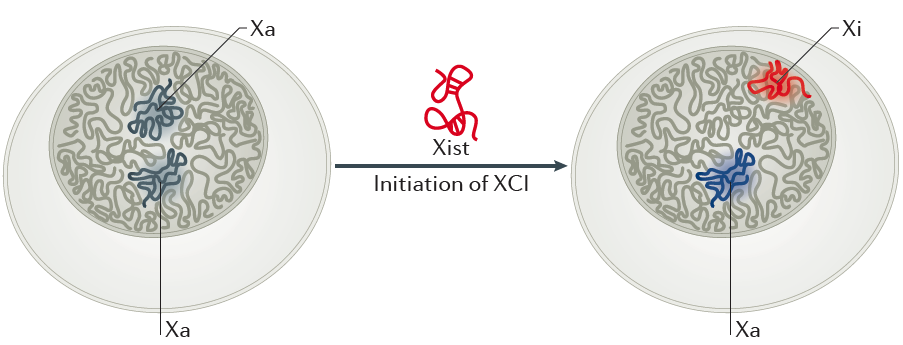 Xa
Xi
Xist
Initiation of XCI
Xa
Xa